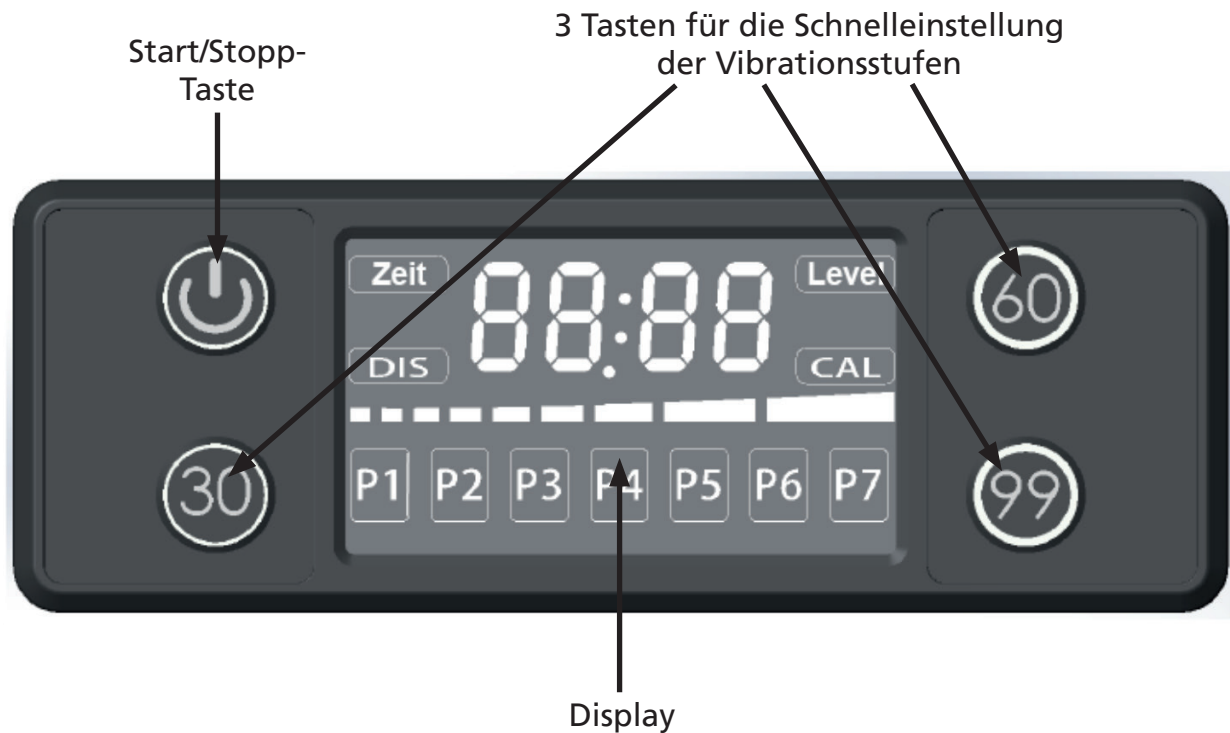 3 Tasten für die Schnelleinstellung
der Vibrationsstufen
Start/Stopp-
Taste
Zeit
88:88
Level
60
DIS
CAL
30
P1 P2 P3 P4 P5 P6 P7
99
Display